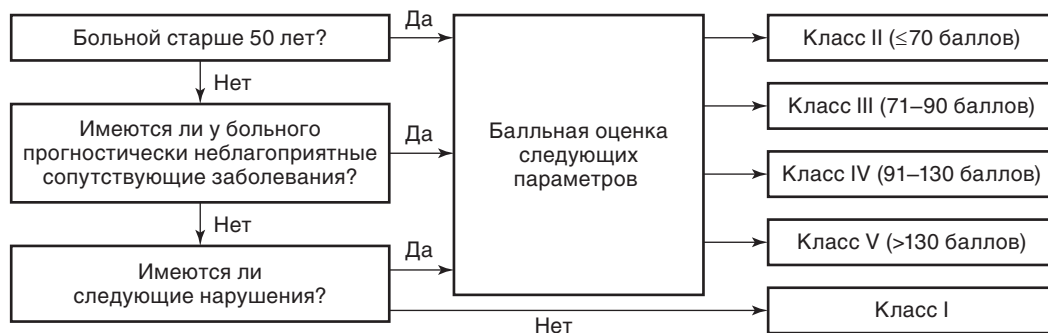 Больной старше 50 лет?
Да
Нет
Имеются ли у больного
прогностически неблагоприятные
сопутствующие заболевания?
Да
Нет
Имеются ли
следующие нарушения?
Да
Нет
Балльная оценка
следующих
параметров
Класс II (≤70 баллов)
Класс III (71–90 баллов)
Класс IV (91–130 баллов)
Класс V (>130 баллов)
Класс I